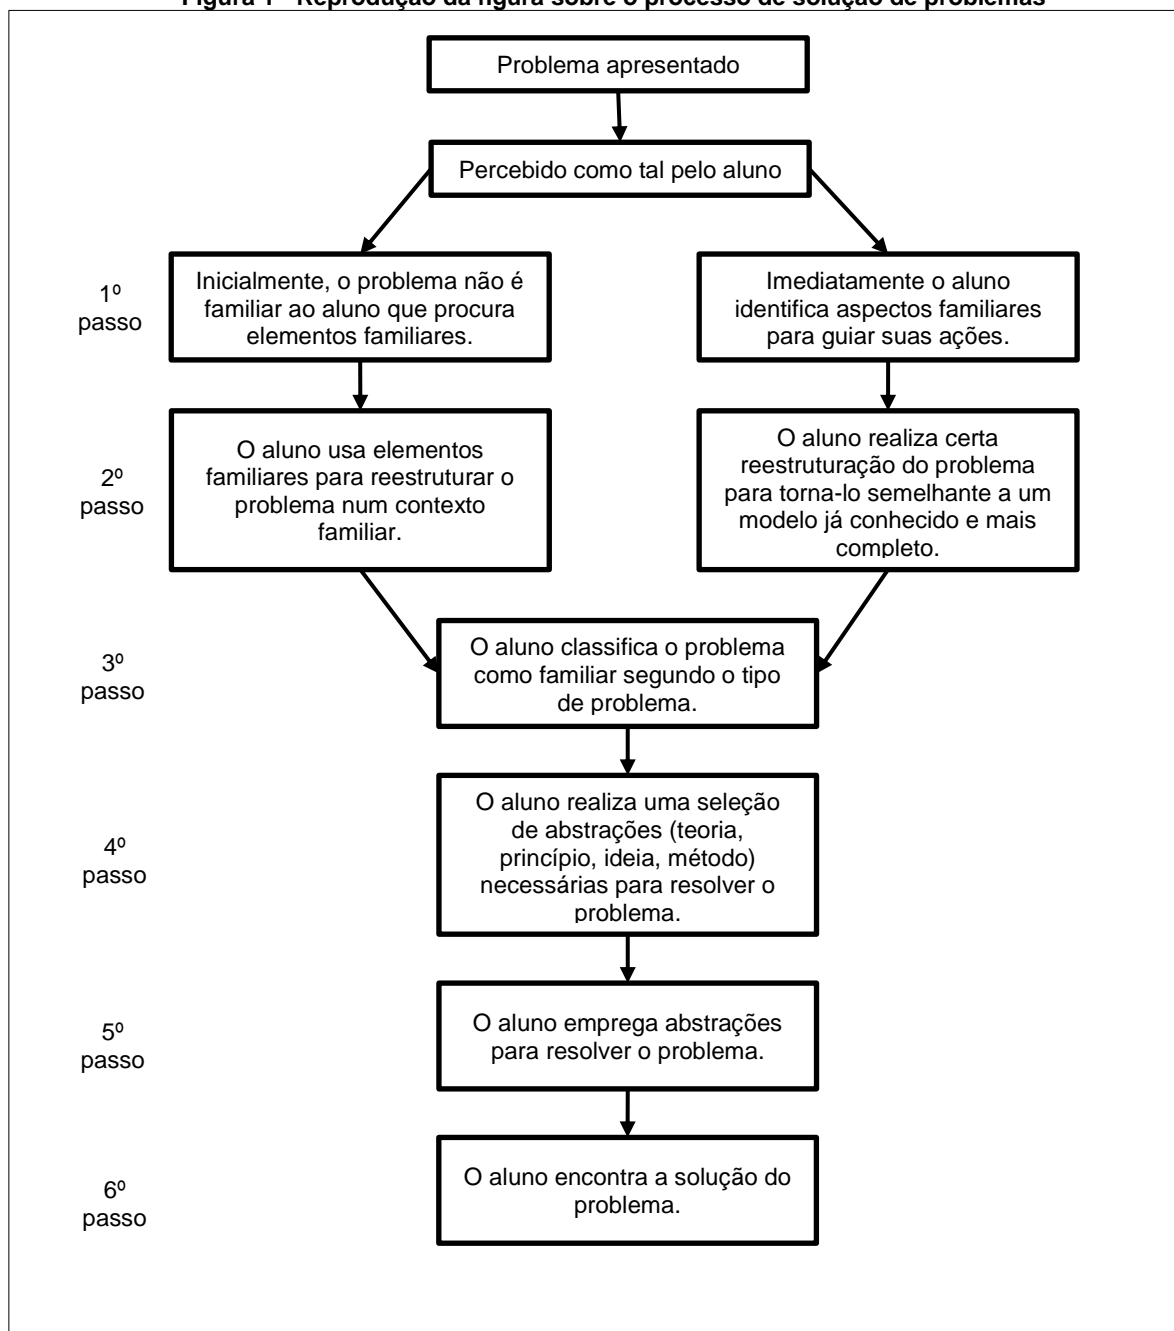 Figura 1 - Reprodução da figura sobre o processo de solução de problemas
Problema apresentado
Percebido como tal pelo aluno
1º
passo
Inicialmente, o problema não é
familiar ao aluno que procura
elementos familiares.
Imediatamente o aluno
identifica aspectos familiares
para guiar suas ações.
2º
passo
O aluno usa elementos
familiares para reestruturar o
problema num contexto
familiar.
O aluno realiza certa
reestruturação do problema
para torna-lo semelhante a um
modelo já conhecido e mais
completo.
3º
passo
O aluno classifica o problema
como familiar segundo o tipo
de problema.
4º
passo
O aluno realiza uma seleção
de abstrações (teoria,
princípio, ideia, método)
necessárias para resolver o
problema.
5º
passo
O aluno emprega abstrações
para resolver o problema.
6º
passo
O aluno encontra a solução do
problema.